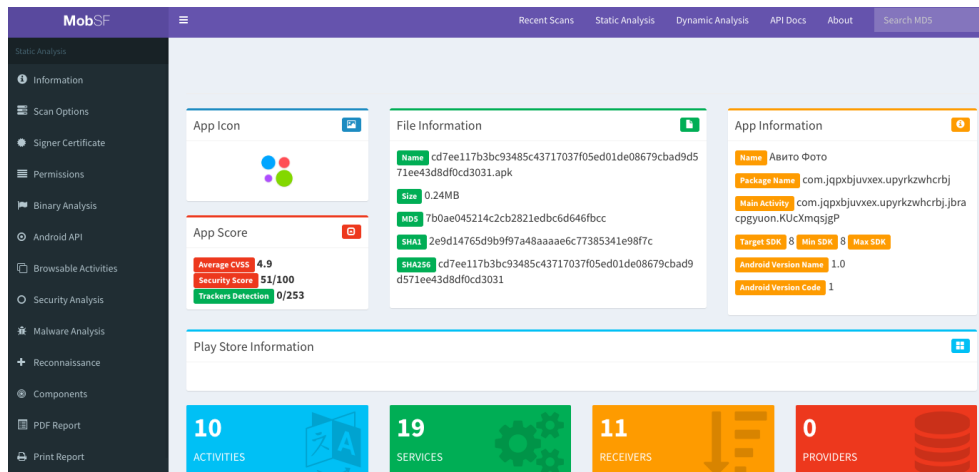 MobSF
Recent Scans
Static Analysis
Dynamic Analysis
API Docs
About
Search MD5
Static Analysis
Information
Scan Options
Signer Certificate
Permissions
Binary Analysis
Android API
Browsable Activities
Security Analysis
Malware Analysis
Reconnaissance
Components
PDF Report
Print Report
App Icon
App Score
Average CVSS 4.9
Security Score 51/100
Trackers Detection 0/253
File Information
Name cd7ee117b3bc93485c43717037f05ed01de08679cbad9d5
71ee43d8df0cd3031.apk
Size 0.24MB
MD5 7b0ae045214c2cb2821edbc6d646fbcc
SHA1 2e9d14765d9b9f97a48aaaae6c77385341e98f7c
SHA256 cd7ee117b3bc93485c43717037f05ed01de08679cbad9
d571ee43d8df0cd3031
App Information
Name Авито Фото
Package Name com.jqpxbjuvxex.upyrkzwhcrbj
Main Activity com.jqpxbjuvxex.upyrkzwhcrbj.jbra
cpgyuon.KUcXmqsjgP
Target SDK 8 Min SDK 8 Max SDK
Android Version Name 1.0
Android Version Code 1
Play Store Information
10
ACTIVITIES
19
SERVICES
11
RECEIVERS
0
PROVIDERS